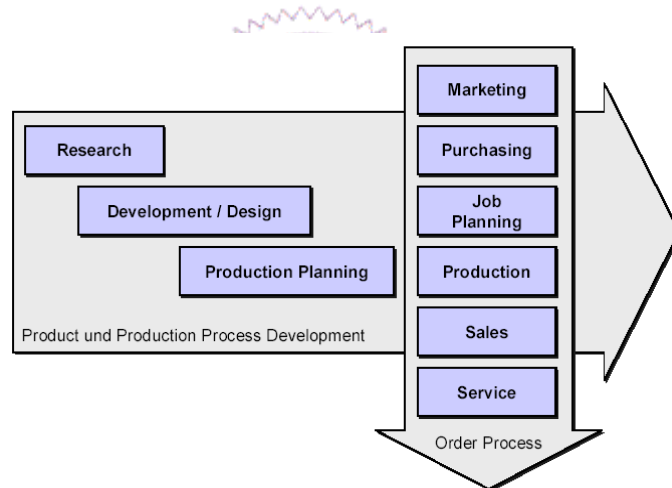 Research
Development / Design
Production Planning
Product und Production Process Development
Marketing
Purchasing
Job
Planning
Production
Sales
Service
Order Process